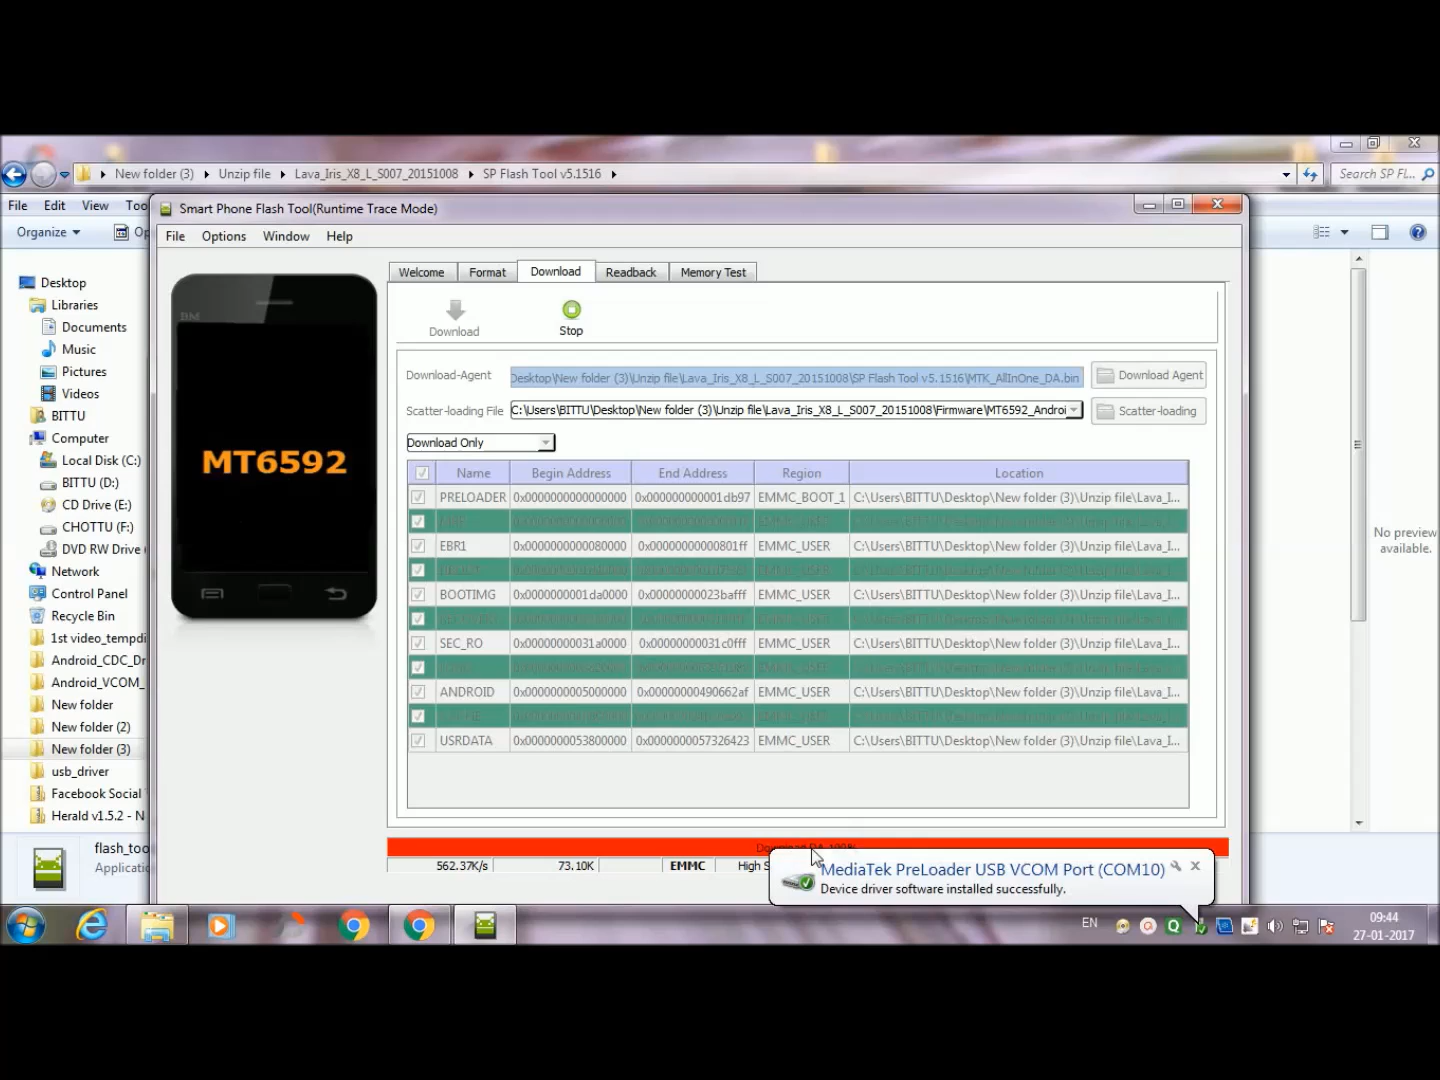 New folder (3) Unzip file Lava_Iris_X8_L_S007_20151008 SP Flash Tool v5.1516
Search SP Fl...
File Edit View Too
Organize
Op
Smart Phone Flash Tool(Runtime Trace Mode)
File Options Window Help
Welcome Format Download Readback Memory Test
Download Stop
Download-Agent Desktop\New folder (3)\Unzip file\Lava_Iris_X8_L_S007_20151008\SP Flash Tool v5.1516\MTK_AllInOne_DA.bin Download Agent
Scatter-loading File C:\Users\BITTU\Desktop\New folder (3)\Unzip file\Lava_Iris_X8_L_S007_20151008\Firmware\MT6592_Androi Scatter-loading
Download Only
Name Begin Address End Address Region Location
PRELOADER 0x0000000000000000 0x000000000001db97 EMMC_BOOT_1 C:\Users\BITTU\Desktop\New folder (3)\Unzip file\Lava_I...
EBR1 0x0000000000080000 0x00000000000801ff EMMC_USER C:\Users\BITTU\Desktop\New folder (3)\Unzip file\Lava_I...
BOOTIMG 0x0000000001da0000 0x00000000023bafff EMMC_USER C:\Users\BITTU\Desktop\New folder (3)\Unzip file\Lava_I...
SEC_RO 0x00000000031a0000 0x00000000031c0fff EMMC_USER C:\Users\BITTU\Desktop\New folder (3)\Unzip file\Lava_I...
ANDROID 0x0000000005000000 0x00000000490662af EMMC_USER C:\Users\BITTU\Desktop\New folder (3)\Unzip file\Lava_I...
USRDATA 0x0000000053800000 0x0000000057326423 EMMC_USER C:\Users\BITTU\Desktop\New folder (3)\Unzip file\Lava_I...
BM
MT6592
Desktop
Libraries
Documents
Music
Pictures
Videos
BITTU
Computer
Local Disk (C:)
BITTU (D:)
CD Drive (E:)
CHOTTU (F:)
DVD RW Drive
Network
Control Panel
Recycle Bin
1st video_tempdi
Android_CDC_Dr
Android_VCOM_
New folder
New folder (2)
New folder (3)
usb_driver
Facebook Social
Herald v1.5.2 - N
No preview
available.
flash_too
Applicatio
562.37K/s 73.10K EMMC High S
MediaTek PreLoader USB VCOM Port (COM10)
Device driver software installed successfully.
EN
09:44
27-01-2017